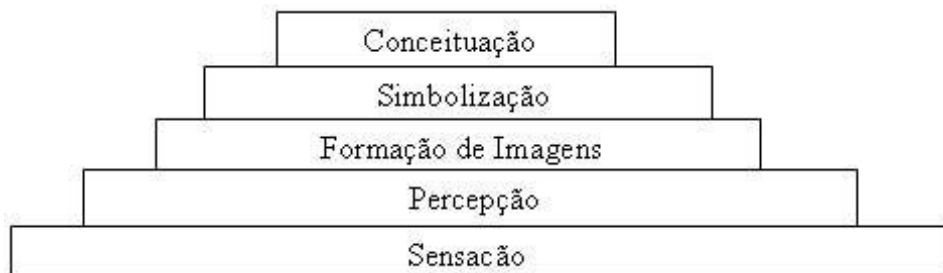 Conceituação
Simbolização
Formação de Imagens
Percepção
Sensacão